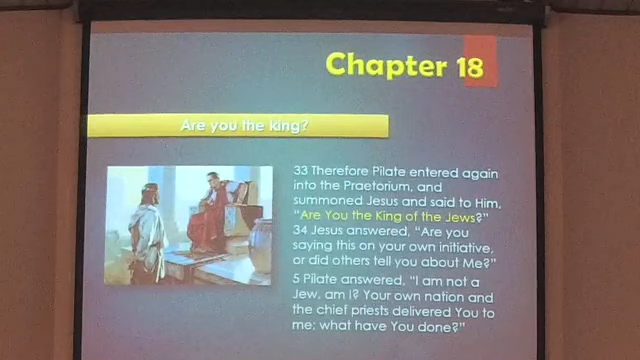 Chapter 18
Are you the king?
33 Therefore Pilate entered again
into the Praetorium, and
summoned Jesus and said to Him,
"Are You the King of the Jews?"
34 Jesus answered, "Are you
saying this on your own initiative,
or did others tell you about Me?"
5 Pilate answered, "I am not a
Jew, am I? Your own nation and
the chief priests delivered You to
me; what have You done?"